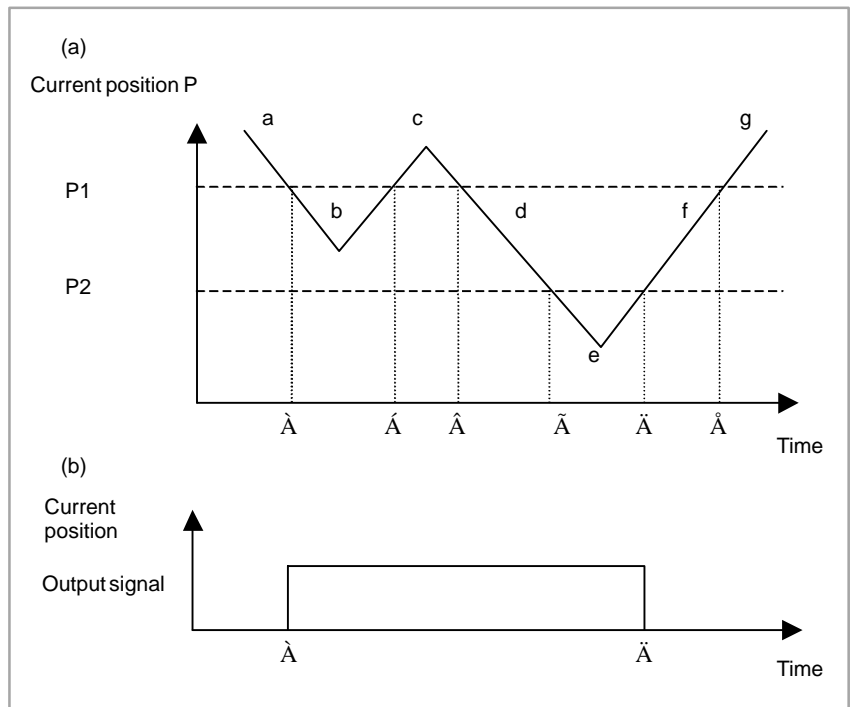 (a)
Current position P
a c g
P1
b d f
P2
e
À Á Â Ã Ä Å
Time
(b)
Current
position
Output signal
À Ä
Time